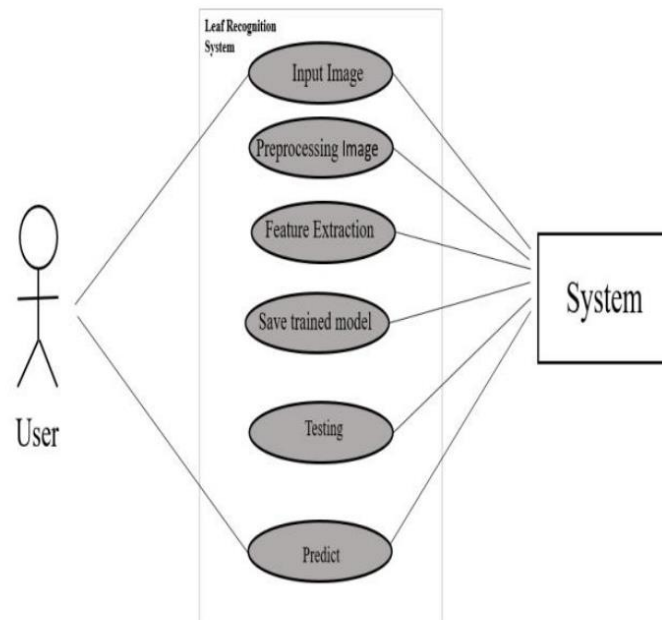 Leaf Recognition
System
Input Image
Preprocessing Image
Feature Extraction
Save trained model
Testing
Predict
User
System